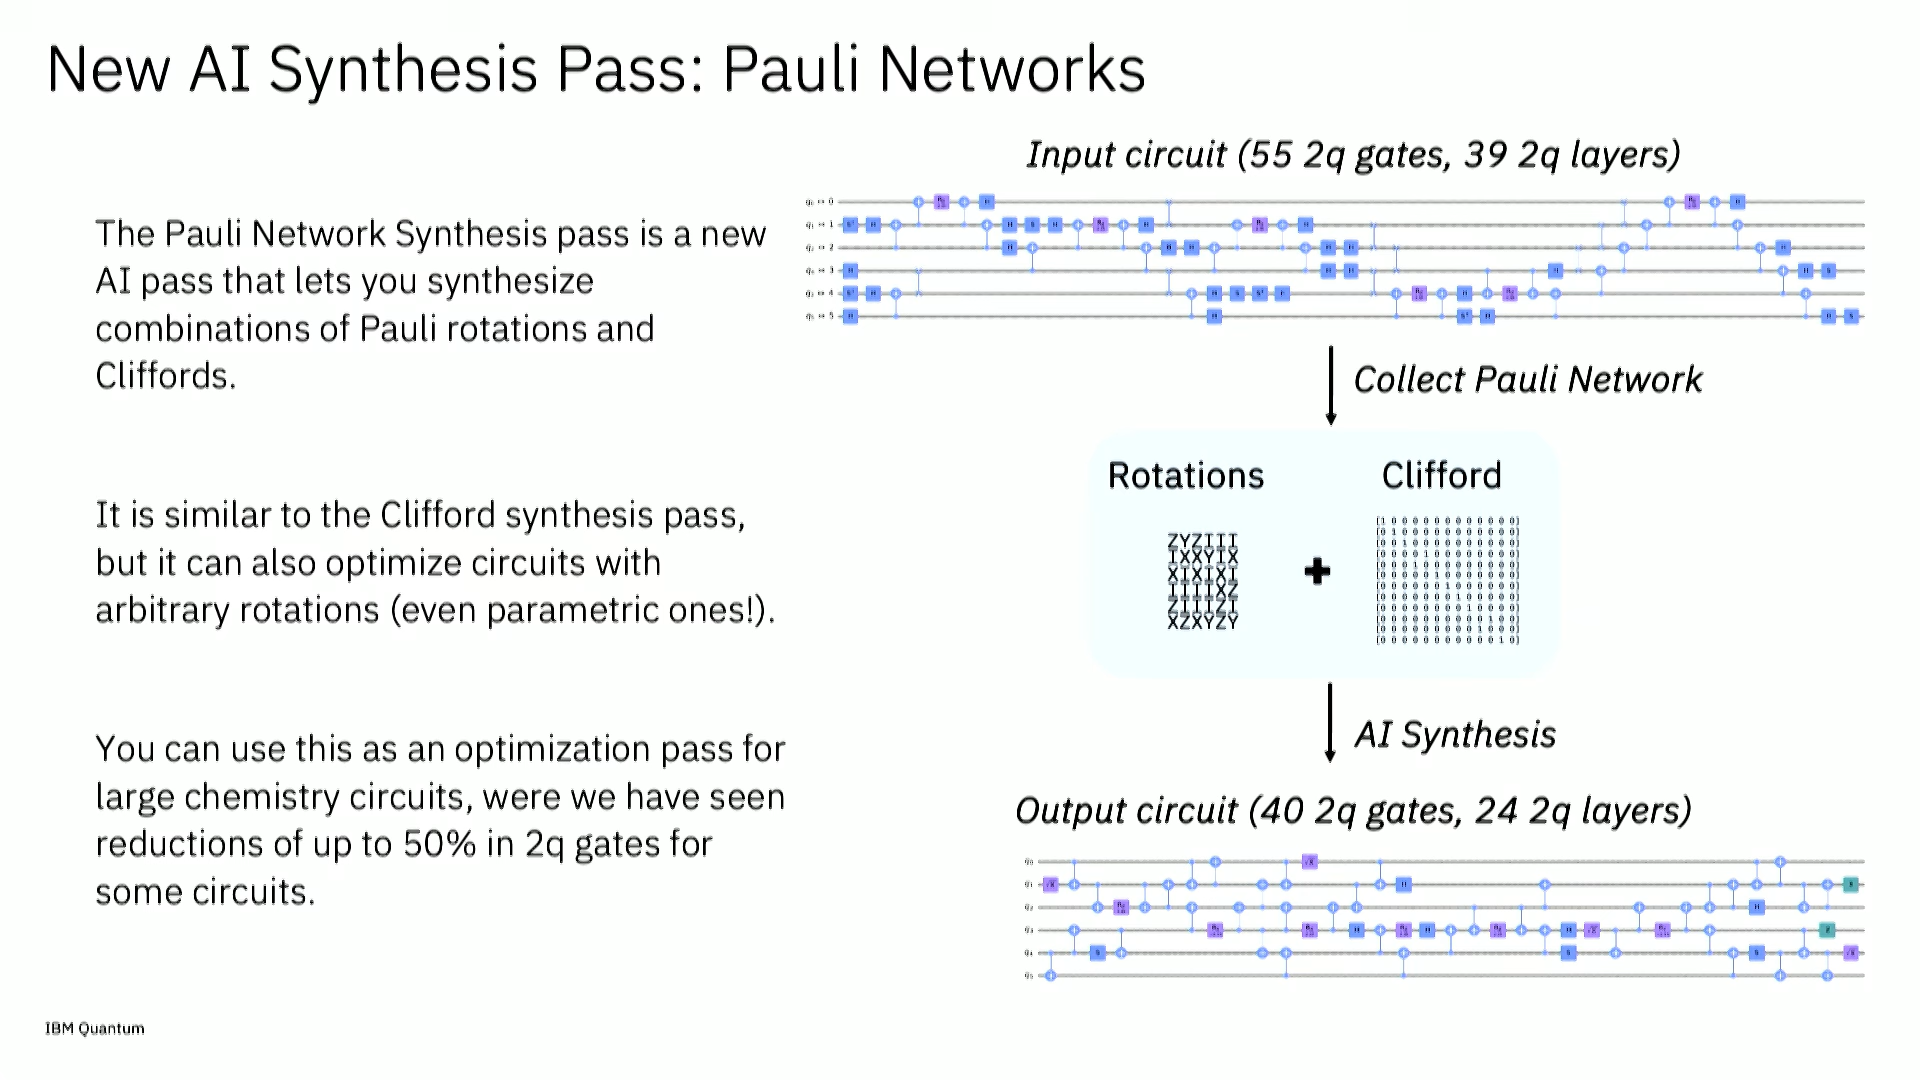 New AI Synthesis Pass: Pauli Networks
The Pauli Network Synthesis pass is a new
AI pass that lets you synthesize
combinations of Pauli rotations and
Cliffords.
It is similar to the Clifford synthesis pass,
but it can also optimize circuits with
arbitrary rotations (even parametric ones!).
You can use this as an optimization pass for
large chemistry circuits, were we have seen
reductions of up to 50% in 2q gates for
some circuits.
Input circuit (55 2q gates, 39 2q layers)
Collect Pauli Network
Rotations
ZYZIII
IXXYIX
XIXIXI
IIIIXZ
ZIIIZI
XZXYZY
Clifford
AI Synthesis
Output circuit (40 2q gates, 24 2q layers)
IBM Quantum